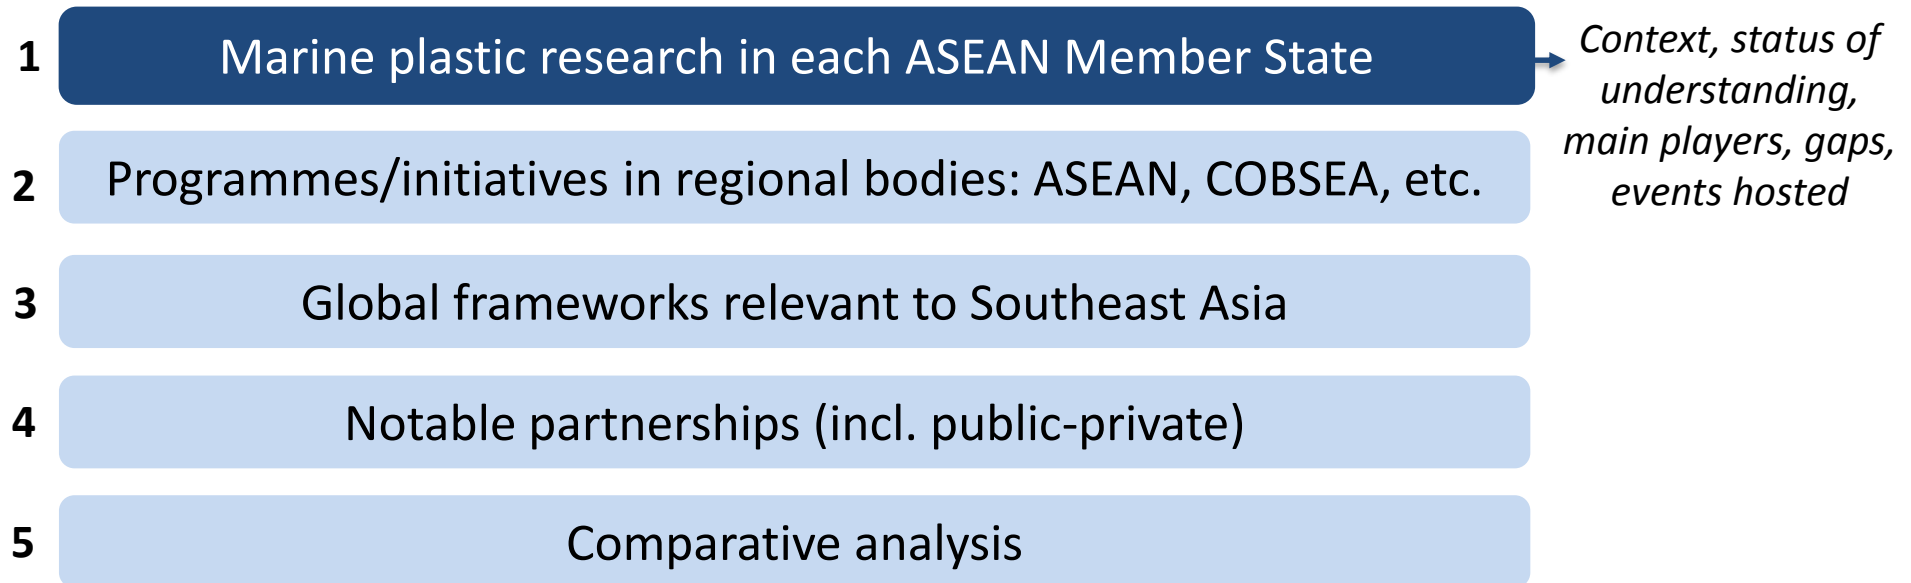 1 Marine plastic research in each ASEAN Member State
Context, status of
understanding,
main players, gaps,
events hosted
2 Programmes/initiatives in regional bodies: ASEAN, COBSEA, etc.
3 Global frameworks relevant to Southeast Asia
4 Notable partnerships (incl. public-private)
5 Comparative analysis